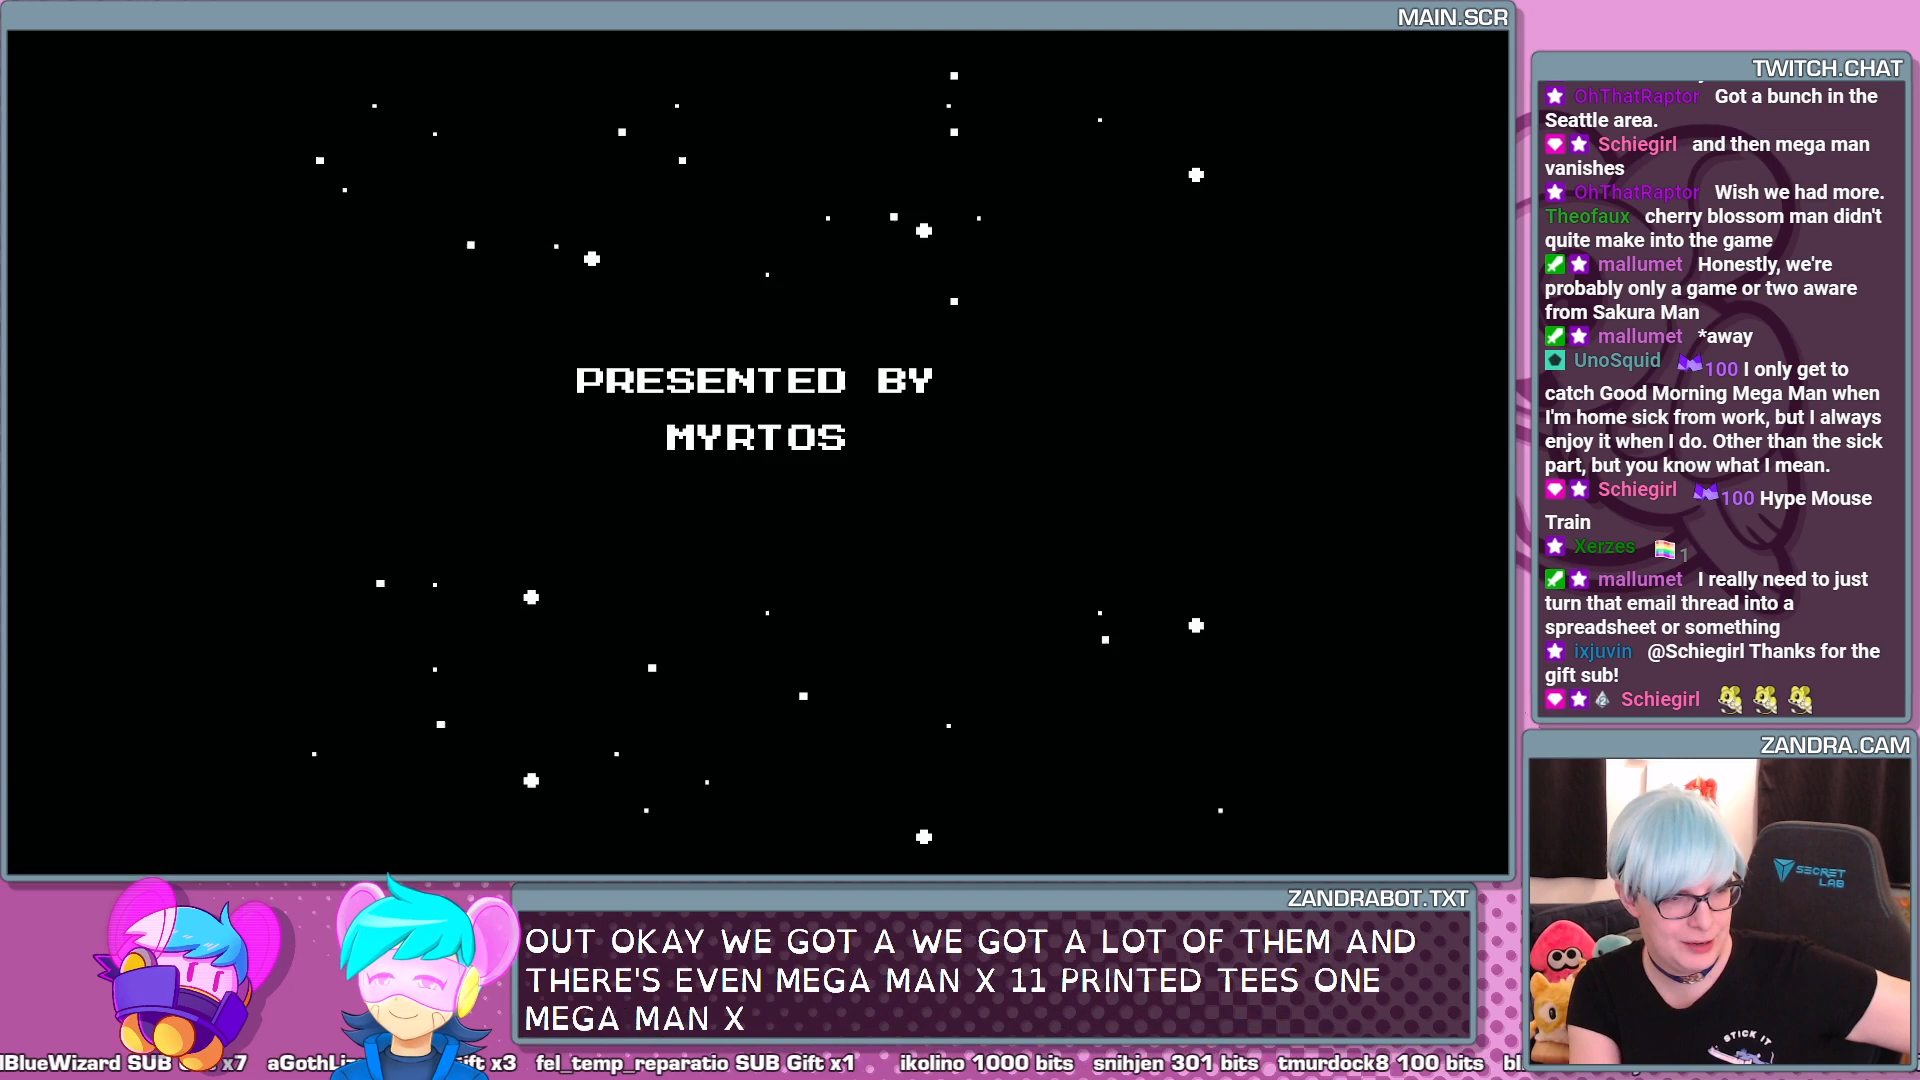 MAIN.SCR
PRESENTED BY
MYRTOS
TWITCH.CHAT
OhThatRaptor Got a bunch in the
Seattle area.
Schiegirl and then mega man
vanishes
OhThatRaptor Wish we had more.
Theofaux cherry blossom man didn't
quite make into the game
mallumet Honestly, we're
probably only a game or two aware
from Sakura Man
mallumet *away
UnoSquid 100 I only get to
catch Good Morning Mega Man when
I'm home sick from work, but I always
enjoy it when I do. Other than the sick
part, but you know what I mean.
Schiegirl 100 Hype Mouse
Train
Xerzes 1
mallumet I really need to just
turn that email thread into a
spreadsheet or something
ixjuvin @Schiegirl Thanks for the
gift sub!
Schiegirl
ZANDRA.CAM
SECRET
LAB
STICK IT
ZANDRABOT.TXT
OUT OKAY WE GOT A WE GOT A LOT OF THEM AND
THERE'S EVEN MEGA MAN X 11 PRINTED TEES ONE
MEGA MAN X
lBlueWizard SUB x7 ift x3 fel_temp_reparatio SUB Gift x1 ikolino 1000 bits snihjen 301 bits tmurdock8 100 bits